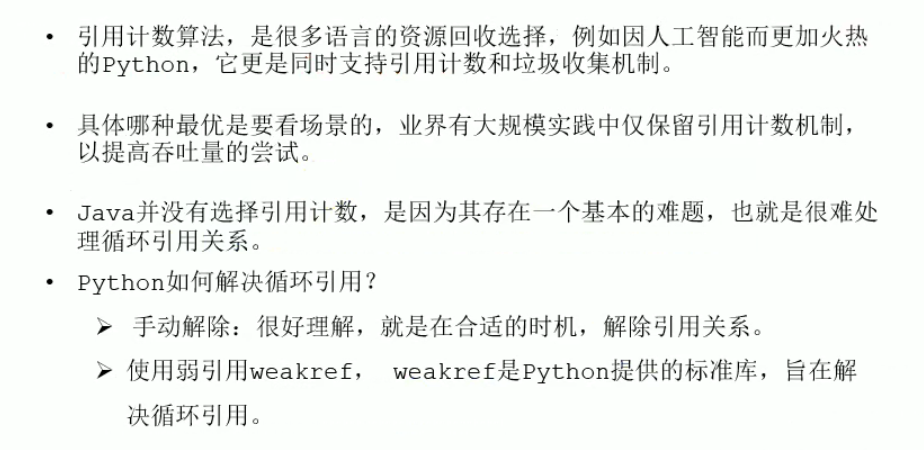 • 引用计数算法，是很多语言的资源回收选择，例如因人工智能而更加火热
的Python，它更是同时支持引用计数和垃圾收集机制。
• 具体哪种最优是要看场景的，业界有大规模实践中仅保留引用计数机制，
以提高吞吐量的尝试。
• Java并没有选择引用计数，是因为其存在一个基本的难题，也就是很难处
理循环引用关系。
• Python如何解决循环引用？
➢ 手动解除：很好理解，就是在合适的时机，解除引用关系。
➢ 使用弱引用weakref， weakref是Python提供的标准库，旨在解
决循环引用。